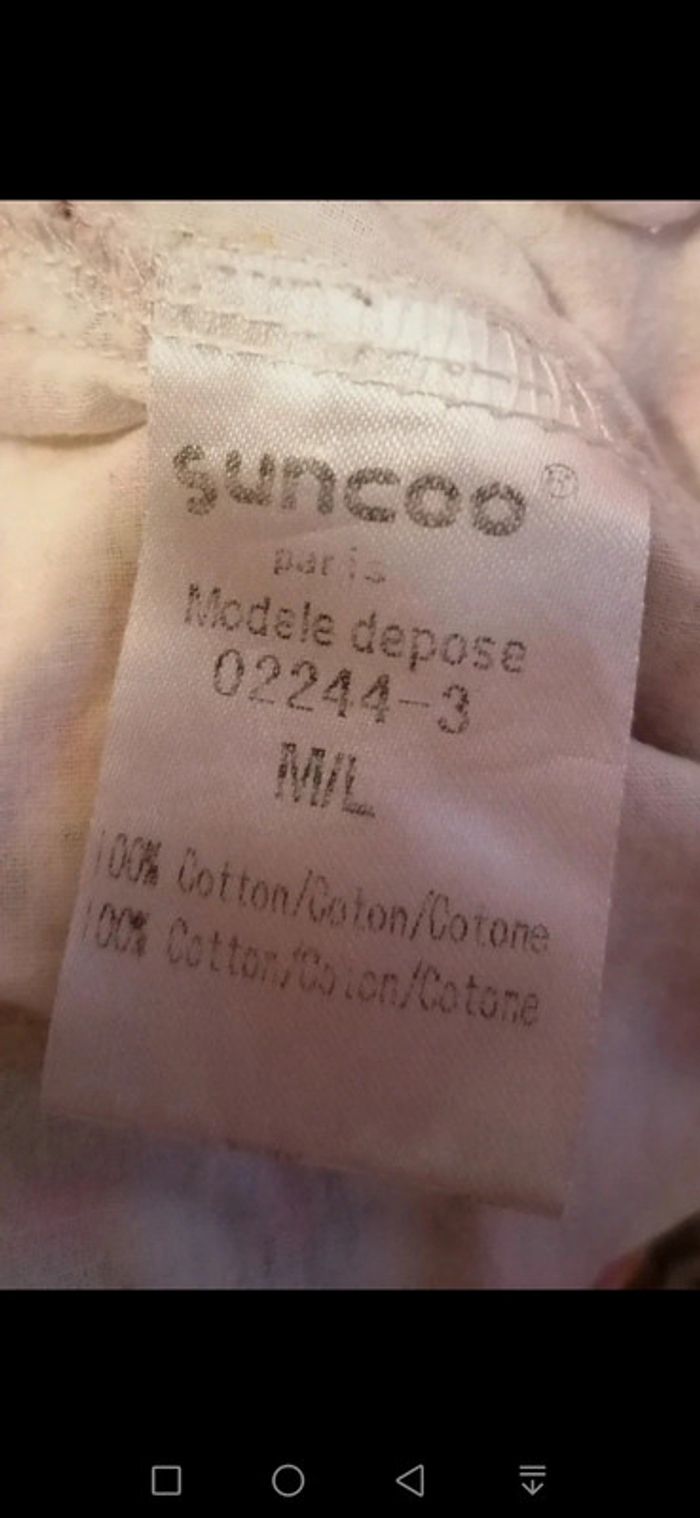 suncoo®
paris
Modele depose
02244-3
M/L
100% Cotton/Coton/Cotone
100% Cotton/Coton/Cotone